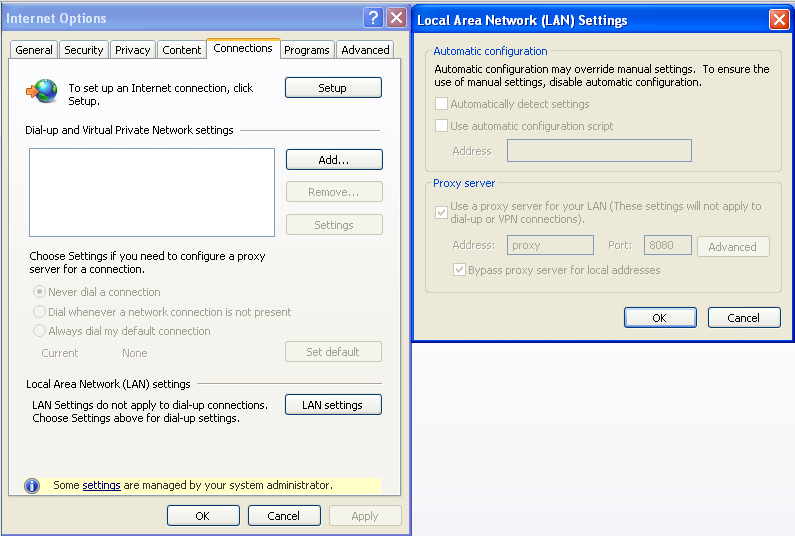 Internet Options
General Security Privacy Content Connections Programs Advanced
To set up an Internet connection, click
Setup.
Setup
Dial-up and Virtual Private Network settings
Add...
Remove...
Settings
Choose Settings if you need to configure a proxy
server for a connection.
Never dial a connection
Dial whenever a network connection is not present
Always dial my default connection
Current None
Set default
Local Area Network (LAN) settings
LAN Settings do not apply to dial-up connections.
Choose Settings above for dial-up settings.
LAN settings
Some settings are managed by your system administrator.
OK Cancel Apply
Local Area Network (LAN) Settings
Automatic configuration
Automatic configuration may override manual settings. To ensure the
use of manual settings, disable automatic configuration.
Automatically detect settings
Use automatic configuration script
Address
Proxy server
Use a proxy server for your LAN (These settings will not apply to
dial-up or VPN connections).
Address: proxy Port: 8080 Advanced
Bypass proxy server for local addresses
OK Cancel